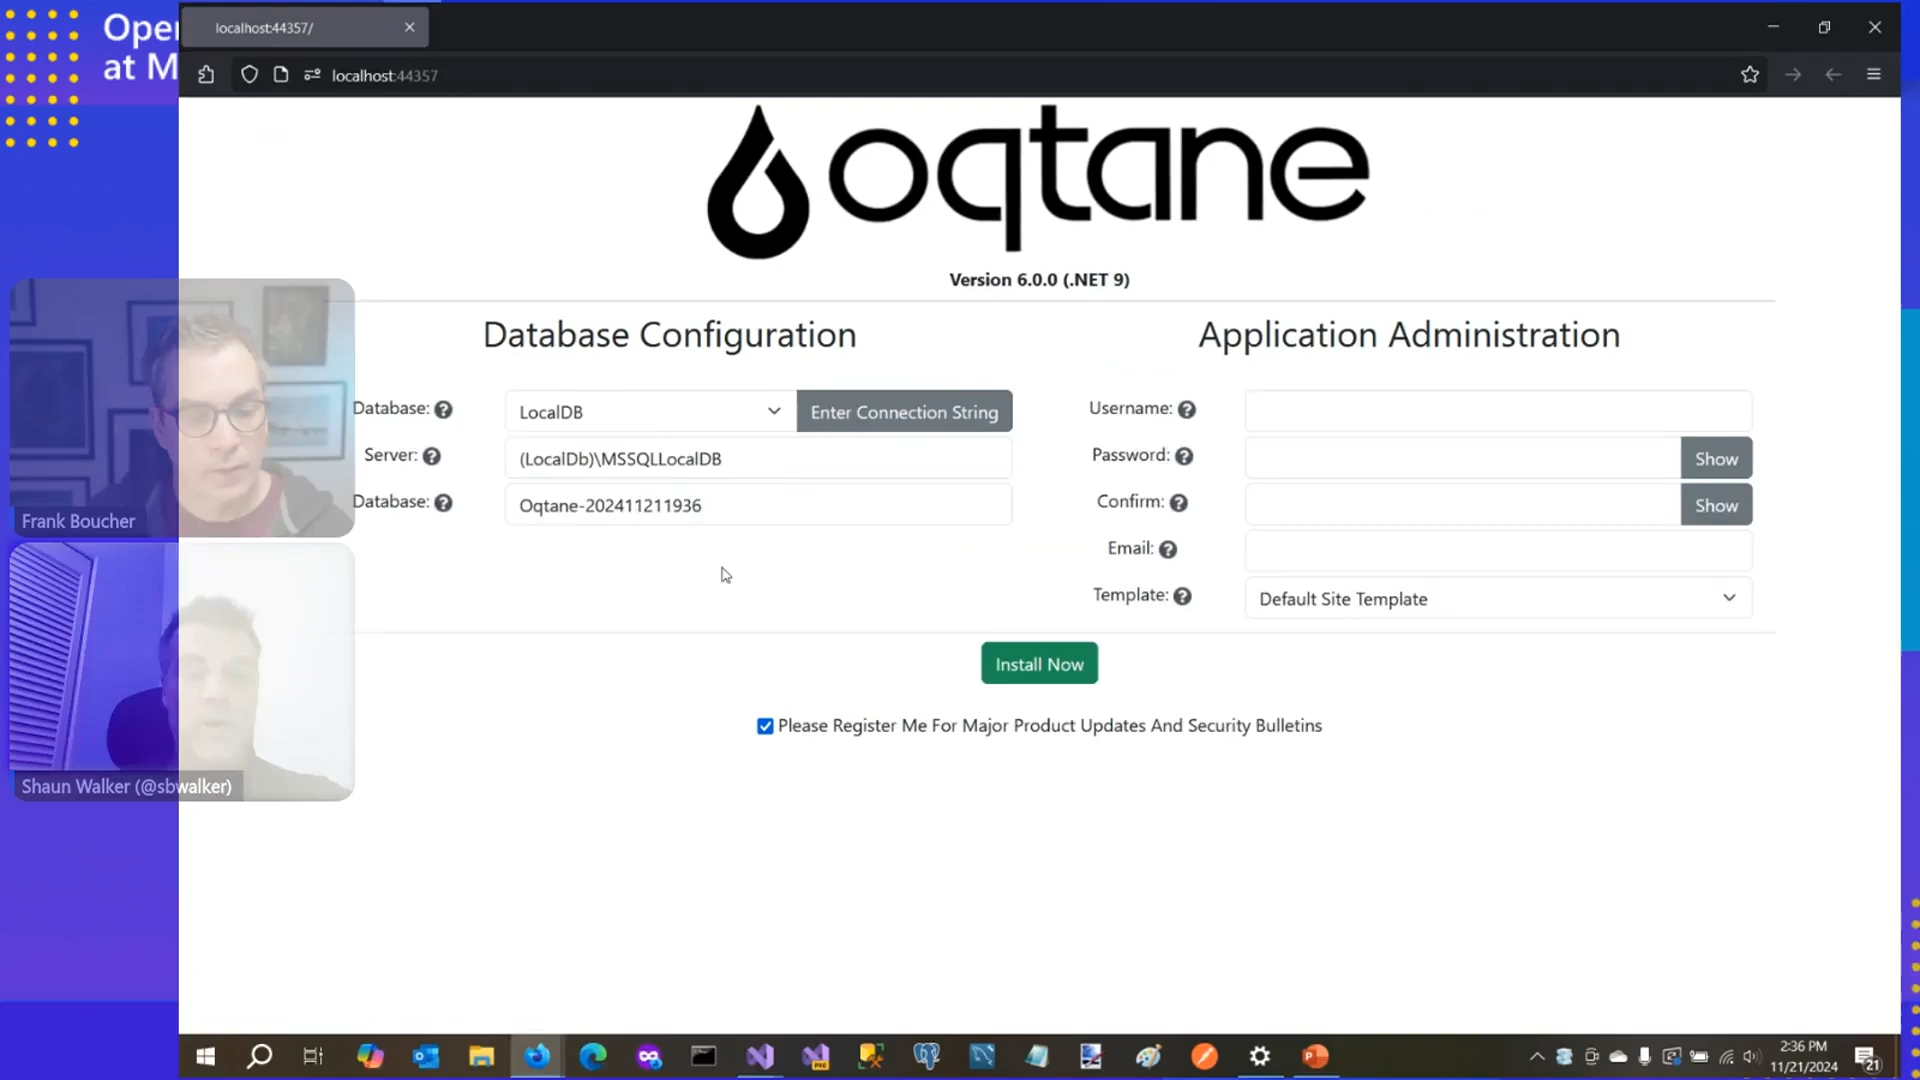 Open
at M
localhost:44357/
localhost:44357
oqtane
Version 6.0.0 (.NET 9)
Database Configuration
Application Administration
Database:
LocalDB
Enter Connection String
Server:
(LocalDb)\MSSQLLocalDB
Database:
Oqtane-202411211936
Username:
Password:
Show
Confirm:
Show
Email:
Template:
Default Site Template
Install Now
Please Register Me For Major Product Updates And Security Bulletins
Frank Boucher
Shaun Walker (@sbwalker)
2:36 PM
11/21/2024
21